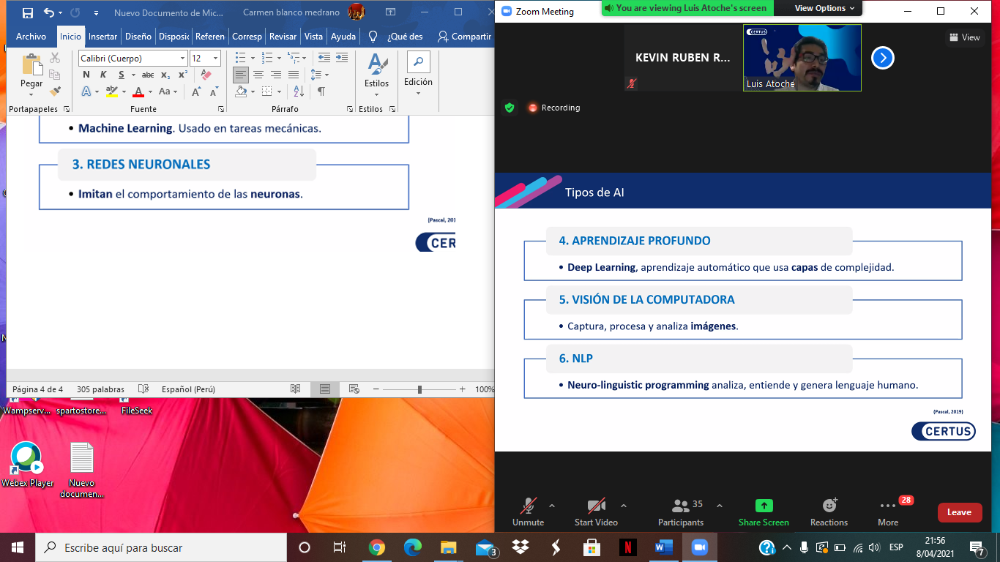 Nuevo Documento de Mic...
Carmen blanco medrano
Archivo
Inicio
Insertar
Diseño
Disposic
Referen
Corresp
Revisar
Vista
Ayuda
¿Qué des
Compartir
Pegar
Portapapeles
Calibri (Cuerpo)
12
N K S abc x₂ x²
A A Aa A A
Fuente
Párrafo
Estilos
Estilos
Edición
• Machine Learning. Usado en tareas mecánicas.
3. REDES NEURONALES
• Imitan el comportamiento de las neuronas.
(Pascal, 201
CER
Página 4 de 4
305 palabras
Español (Perú)
100%
Wampserv...
spartostore...
FileSeek
Webex Player
Nuevo
documen...
Zoom Meeting
You are viewing Luis Atoche's screen
View Options
KEVIN RUBEN R...
CERTUS
Luis Atoche
View
Recording
Tipos de AI
4. APRENDIZAJE PROFUNDO
• Deep Learning, aprendizaje automático que usa capas de complejidad.
5. VISIÓN DE LA COMPUTADORA
• Captura, procesa y analiza imágenes.
6. NLP
• Neuro-linguistic programming analiza, entiende y genera lenguaje humano.
(Pascal, 2019)
CERTUS
Unmute
Start Video
35
Participants
Share Screen
Reactions
28
More
Leave
Escribe aquí para buscar
3
ESP
21:56
8/04/2021
7